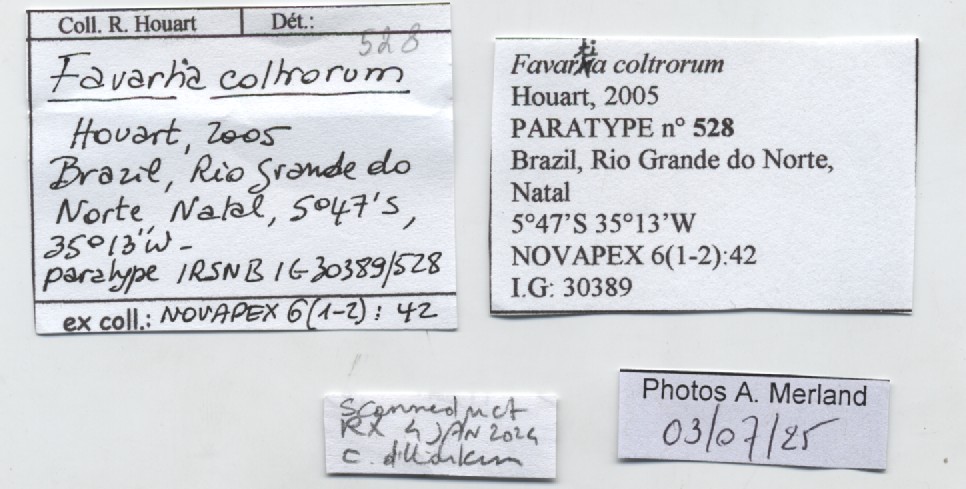 Coll. R. Houart Dét.:
528
Favartia coltrorum
Houart, 2005
Brazil, Rio Grande do
Norte, Natal, 5°47'S,
35°13'W -
paratype IRSNB IG 30389/528
ex coll.: NOVAPEX 6(1-2): 42
Favartia coltrorum
Houart, 2005
PARATYPE n° 528
Brazil, Rio Grande do Norte,
Natal
5°47'S 35°13'W
NOVAPEX 6(1-2):42
I.G: 30389
Scanned µct
RX 4 JAN 2024
C.
Photos A. Merland
03/07/25